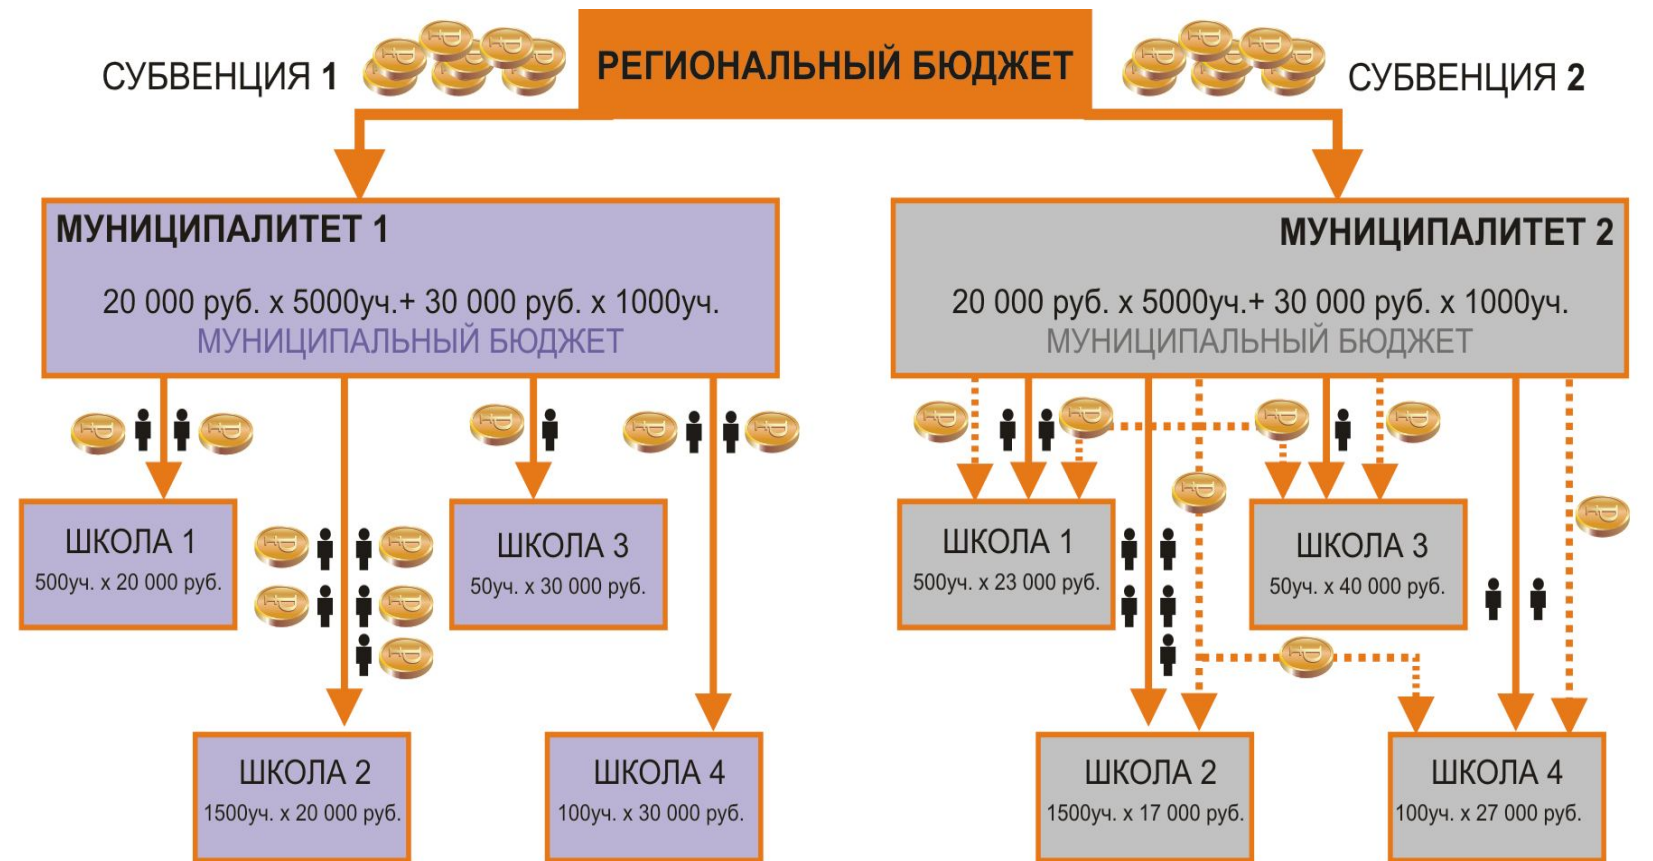 СУБВЕНЦИЯ 1
РЕГИОНАЛЬНЫЙ БЮДЖЕТ
СУБВЕНЦИЯ 2
МУНИЦИПАЛИТЕТ 1
20 000 руб. х 5000уч.+ 30 000 руб. х 1000уч.
МУНИЦИПАЛЬНЫЙ БЮДЖЕТ
МУНИЦИПАЛИТЕТ 2
20 000 руб. х 5000уч.+ 30 000 руб. х 1000уч.
МУНИЦИПАЛЬНЫЙ БЮДЖЕТ
ШКОЛА 1
500уч. х 20 000 руб.
ШКОЛА 3
50уч. х 30 000 руб.
ШКОЛА 1
500уч. х 23 000 руб.
ШКОЛА 3
50уч. х 40 000 руб.
ШКОЛА 2
1500уч. х 20 000 руб.
ШКОЛА 4
100уч. х 30 000 руб.
ШКОЛА 2
1500уч. х 17 000 руб.
ШКОЛА 4
100уч. х 27 000 руб.